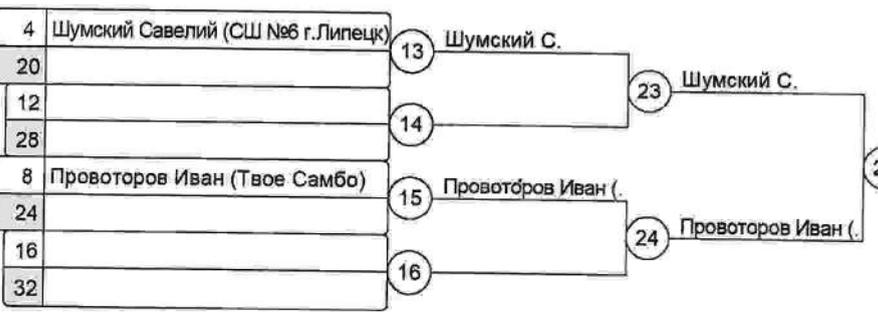 4 Шумский Савелий (СШ №6 г.Липецк)
20
13 Шумский С.
12
28
14
23 Шумский С.
8 Провоторов Иван (Твое Самбо)
24
15 Провоторов Иван (.
16
32
16
24 Провоторов Иван (.